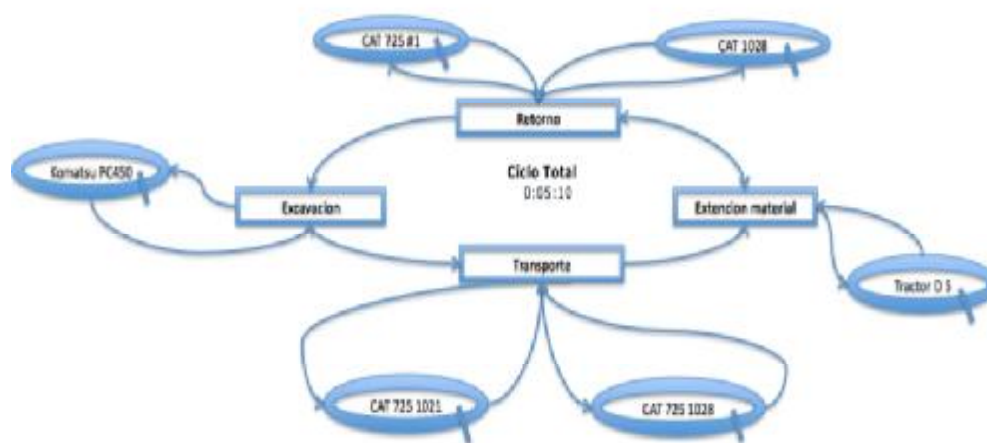 CAT 725 #1
CAT 1028
Retorno
Komatsu PC450
Ciclo Total
0:05:10
Excavacion
Extencion material
Transporte
Tractor D 5
CAT 725 1021
CAT 725 1028